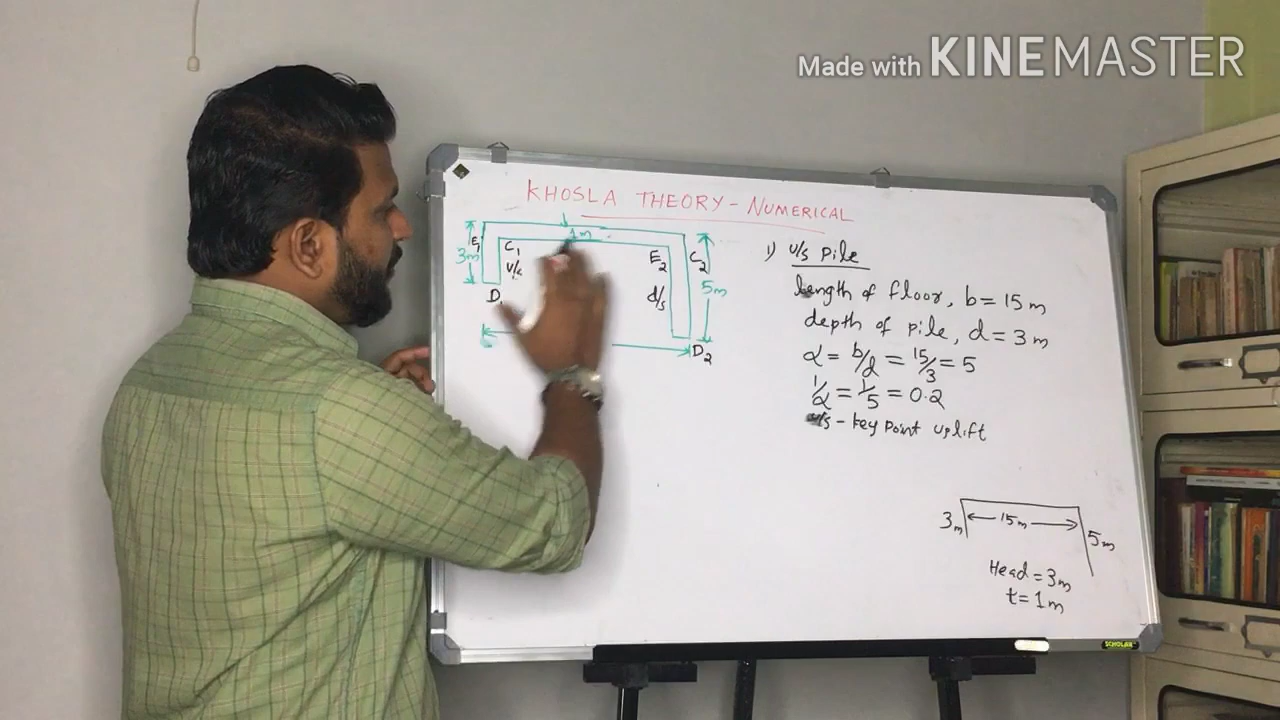 Made with KINEMASTER
KHOSLA THEORY - NUMERICAL
1m
E1
C1
E2
C2
3m
u/s
d/s
5m
D1
D2
1) U/S Pile
Length of floor, b = 15 m
depth of pile, d = 3m
α = b/d = 15/3 = 5
1/α = 1/5 = 0.2
u/s - key point uplift
3m
15m
5m
Head = 3m
t = 1m
SCHOLAR